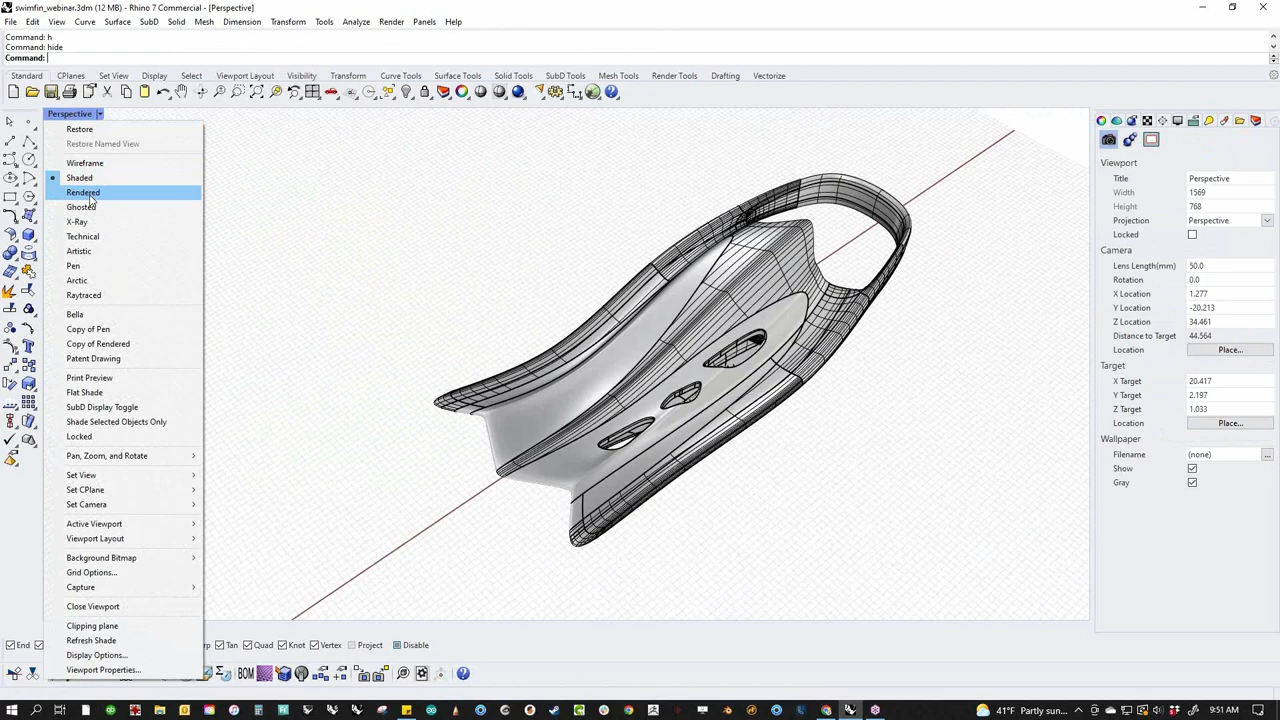 swimfin_webinar.3dm (12 MB) - Rhino 7 Commercial - [Perspective]
File Edit View Curve Surface SubD Solid Mesh Dimension Transform Tools Analyze Render Panels Help
Command: h
Command: hide
Command:
Standard CPlanes Set View Display Select Viewport Layout Visibility Transform Curve Tools Surface Tools Solid Tools SubD Tools Mesh Tools Render Tools Drafting Vectorize
Perspective
Restore
Restore Named View
Wireframe
Shaded
Rendered
Ghosted
X-Ray
Technical
Artistic
Pen
Arctic
Raytraced
Bella
Copy of Pen
Copy of Rendered
Patent Drawing
Print Preview
Flat Shade
SubD Display Toggle
Shade Selected Objects Only
Locked
Pan, Zoom, and Rotate
Set View
Set CPlane
Set Camera
Active Viewport
Viewport Layout
Background Bitmap
Grid Options...
Capture
Close Viewport
Clipping plane
Refresh Shade
Display Options...
Viewport Properties...
Viewport
Title Perspective
Width 1569
Height 768
Projection Perspective
Locked
Camera
Lens Length(mm) 50.0
Rotation 0.0
X Location 1.277
Y Location -20.213
Z Location 34.461
Distance to Target 44.564
Location Place...
Target
X Target 20.417
Y Target 2.197
Z Target 1.033
Location Place...
Wallpaper
Filename (none) ...
Show
Gray
End Tan Quad Knot Vertex Project Disable
BOM
41°F Partly sun... 9:51 AM